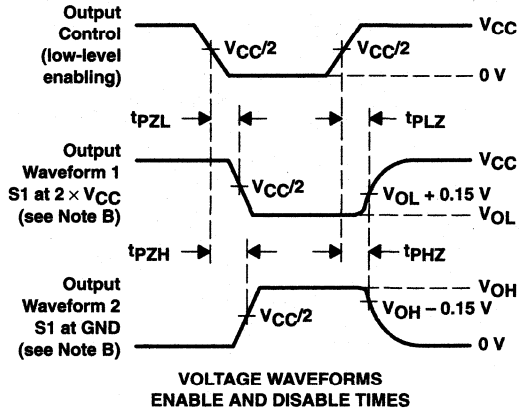 Output
Control
(low-level
enabling)
VCC/2
VCC/2
VCC
0 V
tPZL
tPLZ
Output
Waveform 1
S1 at 2 × VCC
(see Note B)
VCC/2
VCC
VOL + 0.15 V
VOL
tPZH
tPHZ
Output
Waveform 2
S1 at GND
(see Note B)
VCC/2
VOH
VOH − 0.15 V
0 V
VOLTAGE WAVEFORMS
ENABLE AND DISABLE TIMES